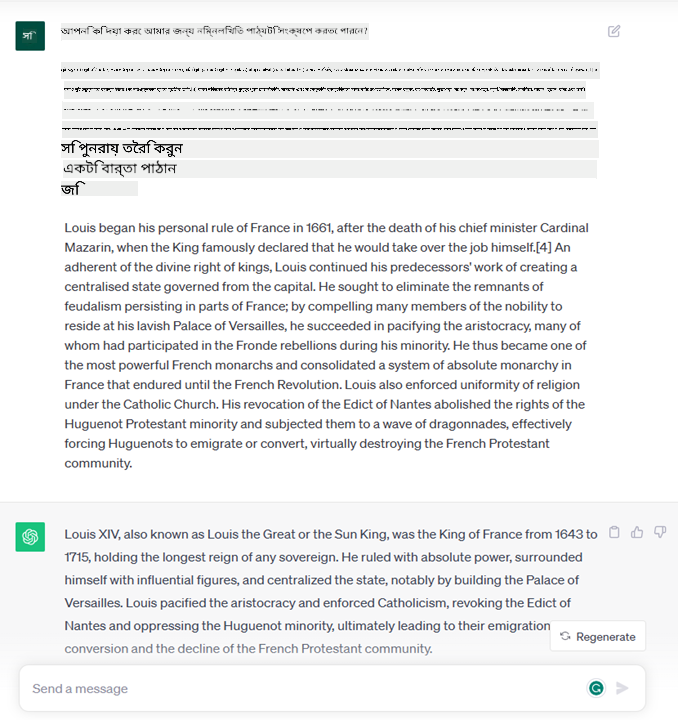 সা
আপনি কি দয়া করে আমার জন্য নিম্নলিখিত পাঠ্যটি সংক্ষেপে করতে পারেন?
সি পুনরায় তৈরি করুন
একটি বার্তা পাঠান
জি
Louis began his personal rule of France in 1661, after the death of his chief minister Cardinal
Mazarin, when the King famously declared that he would take over the job himself.[4] An
adherent of the divine right of kings, Louis continued his predecessors' work of creating a
centralised state governed from the capital. He sought to eliminate the remnants of
feudalism persisting in parts of France; by compelling many members of the nobility to
reside at his lavish Palace of Versailles, he succeeded in pacifying the aristocracy, many of
whom had participated in the Fronde rebellions during his minority. He thus became one of
the most powerful French monarchs and consolidated a system of absolute monarchy in
France that endured until the French Revolution. Louis also enforced uniformity of religion
under the Catholic Church. His revocation of the Edict of Nantes abolished the rights of the
Huguenot Protestant minority and subjected them to a wave of dragonnades, effectively
forcing Huguenots to emigrate or convert, virtually destroying the French Protestant
community.
Louis XIV, also known as Louis the Great or the Sun King, was the King of France from 1643 to
1715, holding the longest reign of any sovereign. He ruled with absolute power, surrounded
himself with influential figures, and centralized the state, notably by building the Palace of
Versailles. Louis pacified the aristocracy and enforced Catholicism, revoking the Edict of
Nantes and oppressing the Huguenot minority, ultimately leading to their emigration
Regenerate
conversion and the decline of the French Protestant community.
Send a message